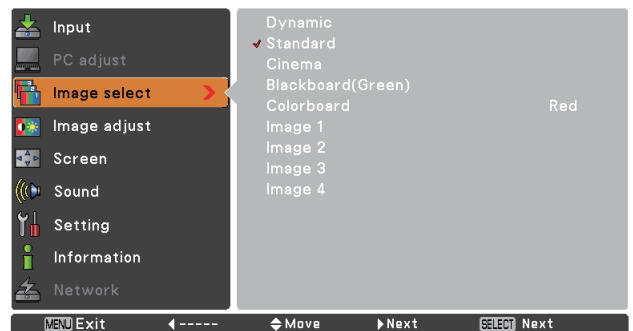 Input
PC adjust
Image select
Image adjust
Screen
Sound
Setting
Information
Network
Dynamic
Standard
Cinema
Blackboard(Green)
Colorboard Red
Image 1
Image 2
Image 3
Image 4
MENU Exit ◀ ----- Move Next SELECT Next